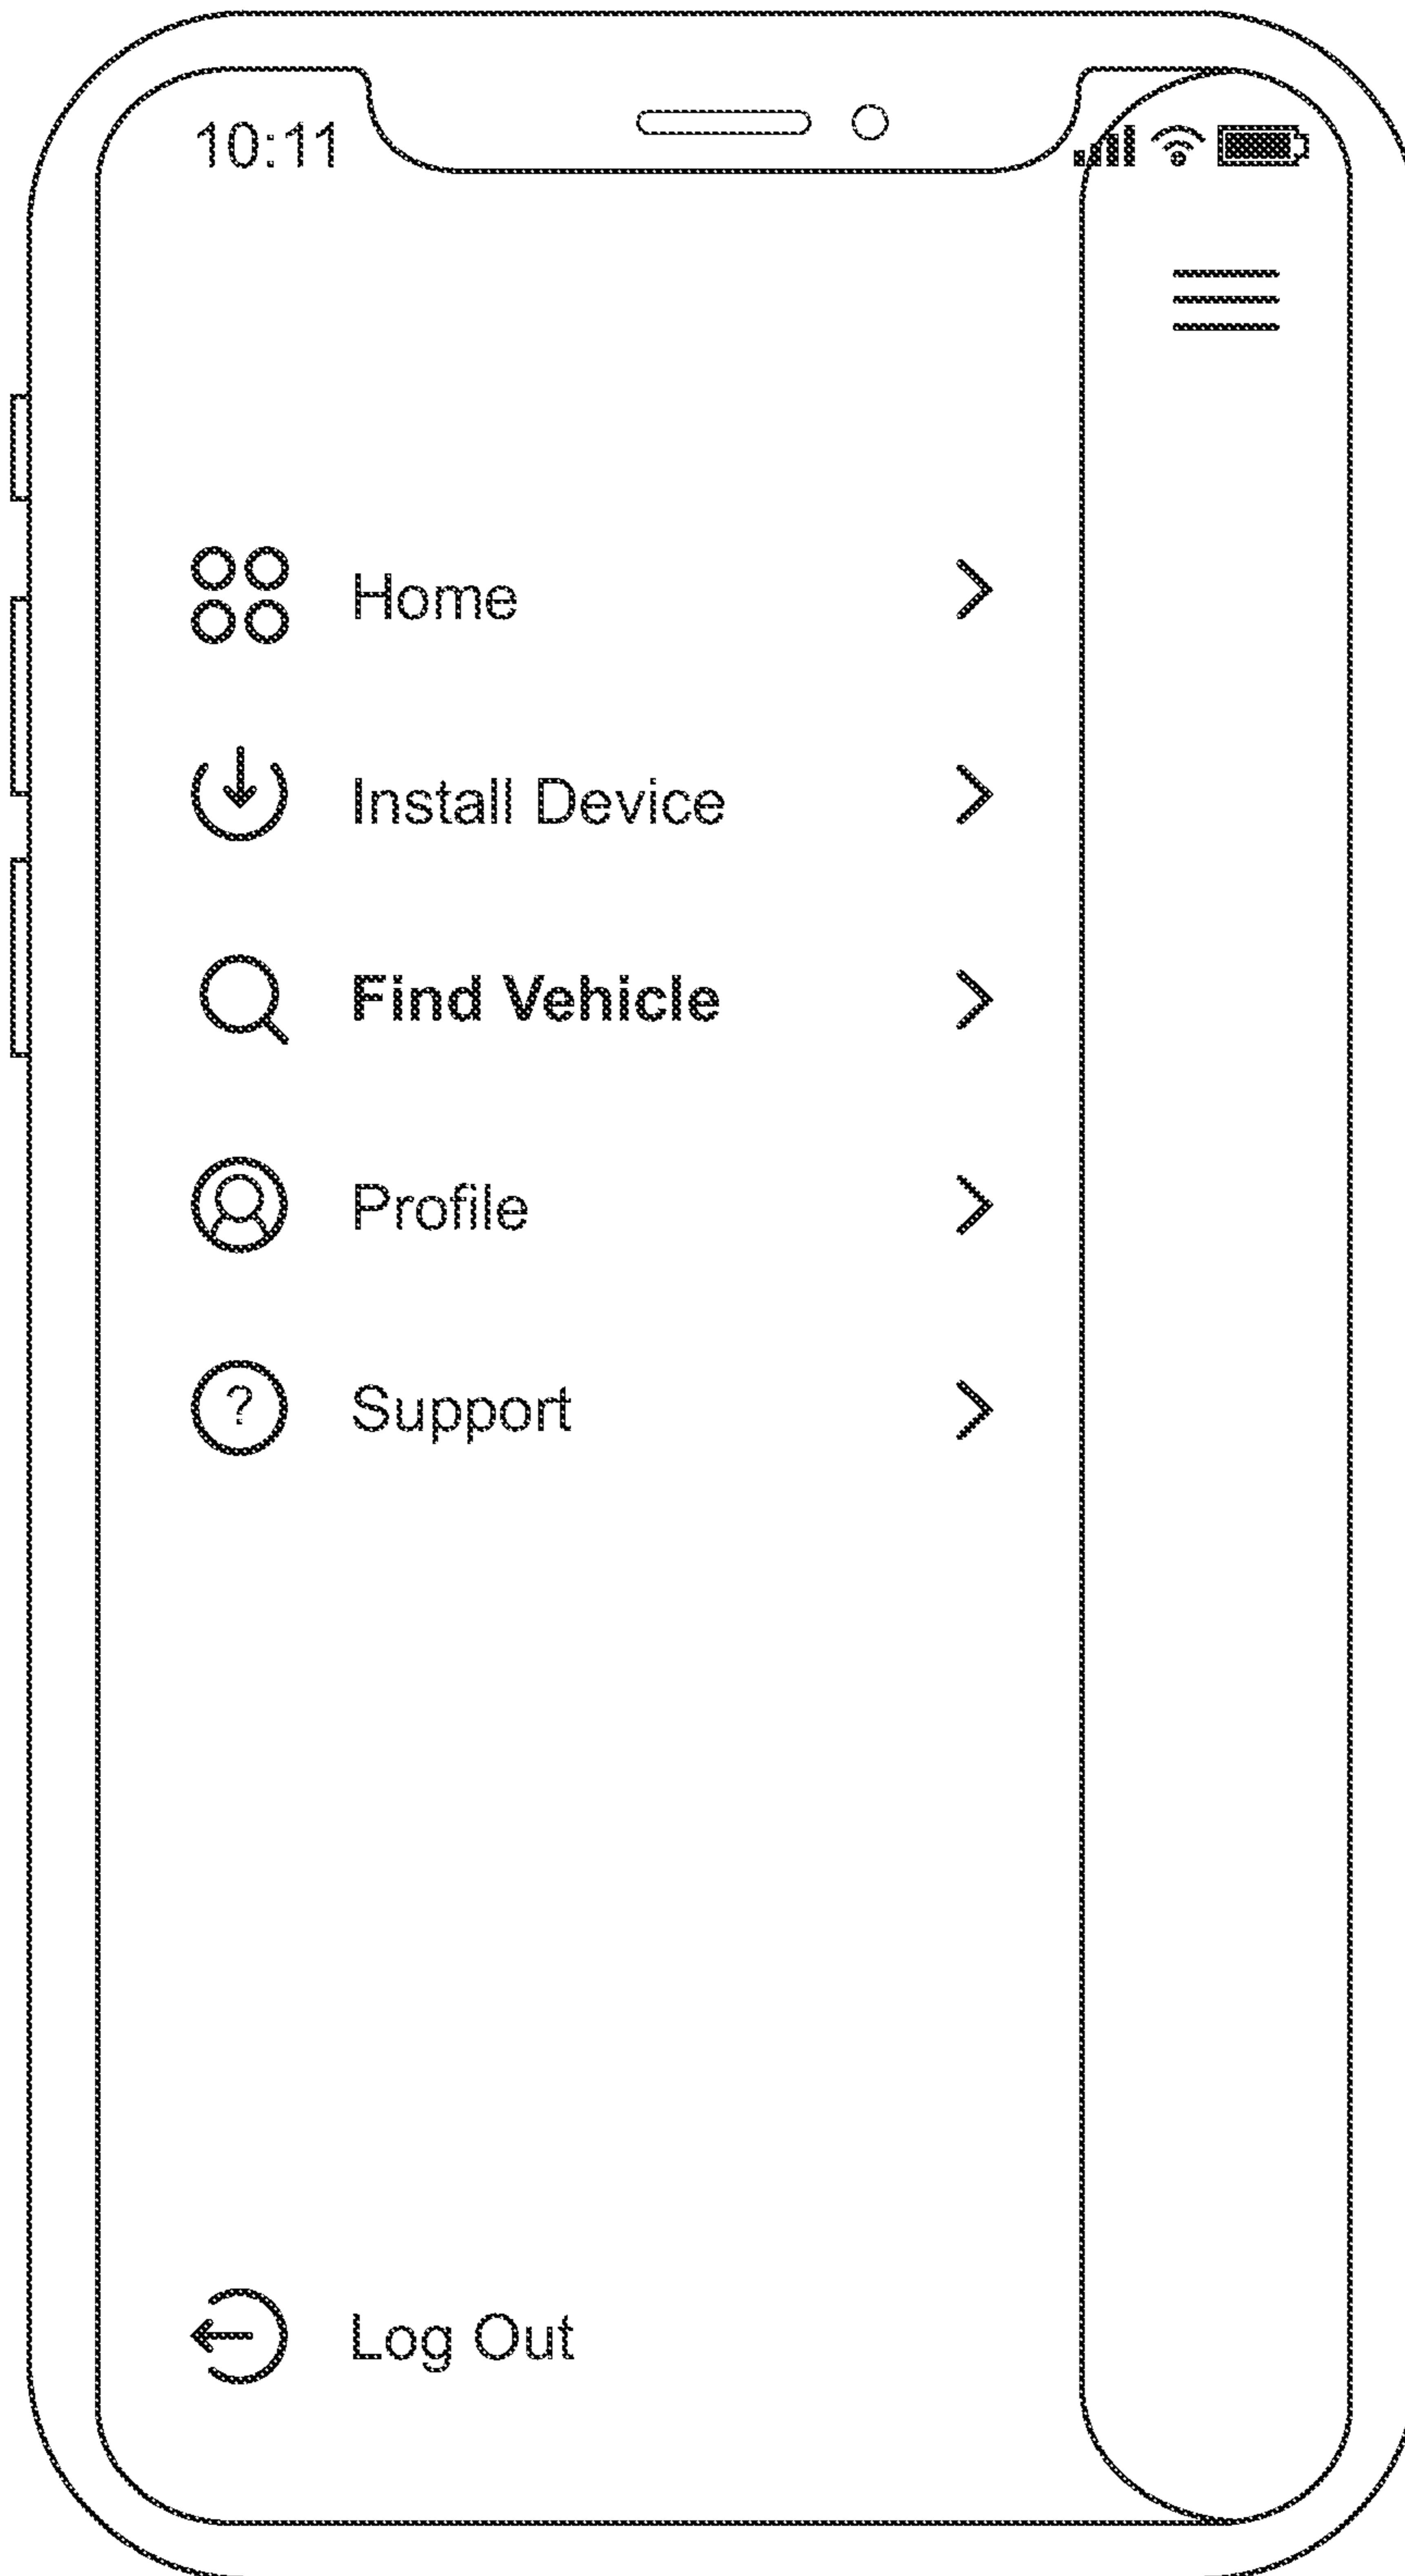 10:11
Home
Install Device
Find Vehicle
Profile
?
Support
Log Out